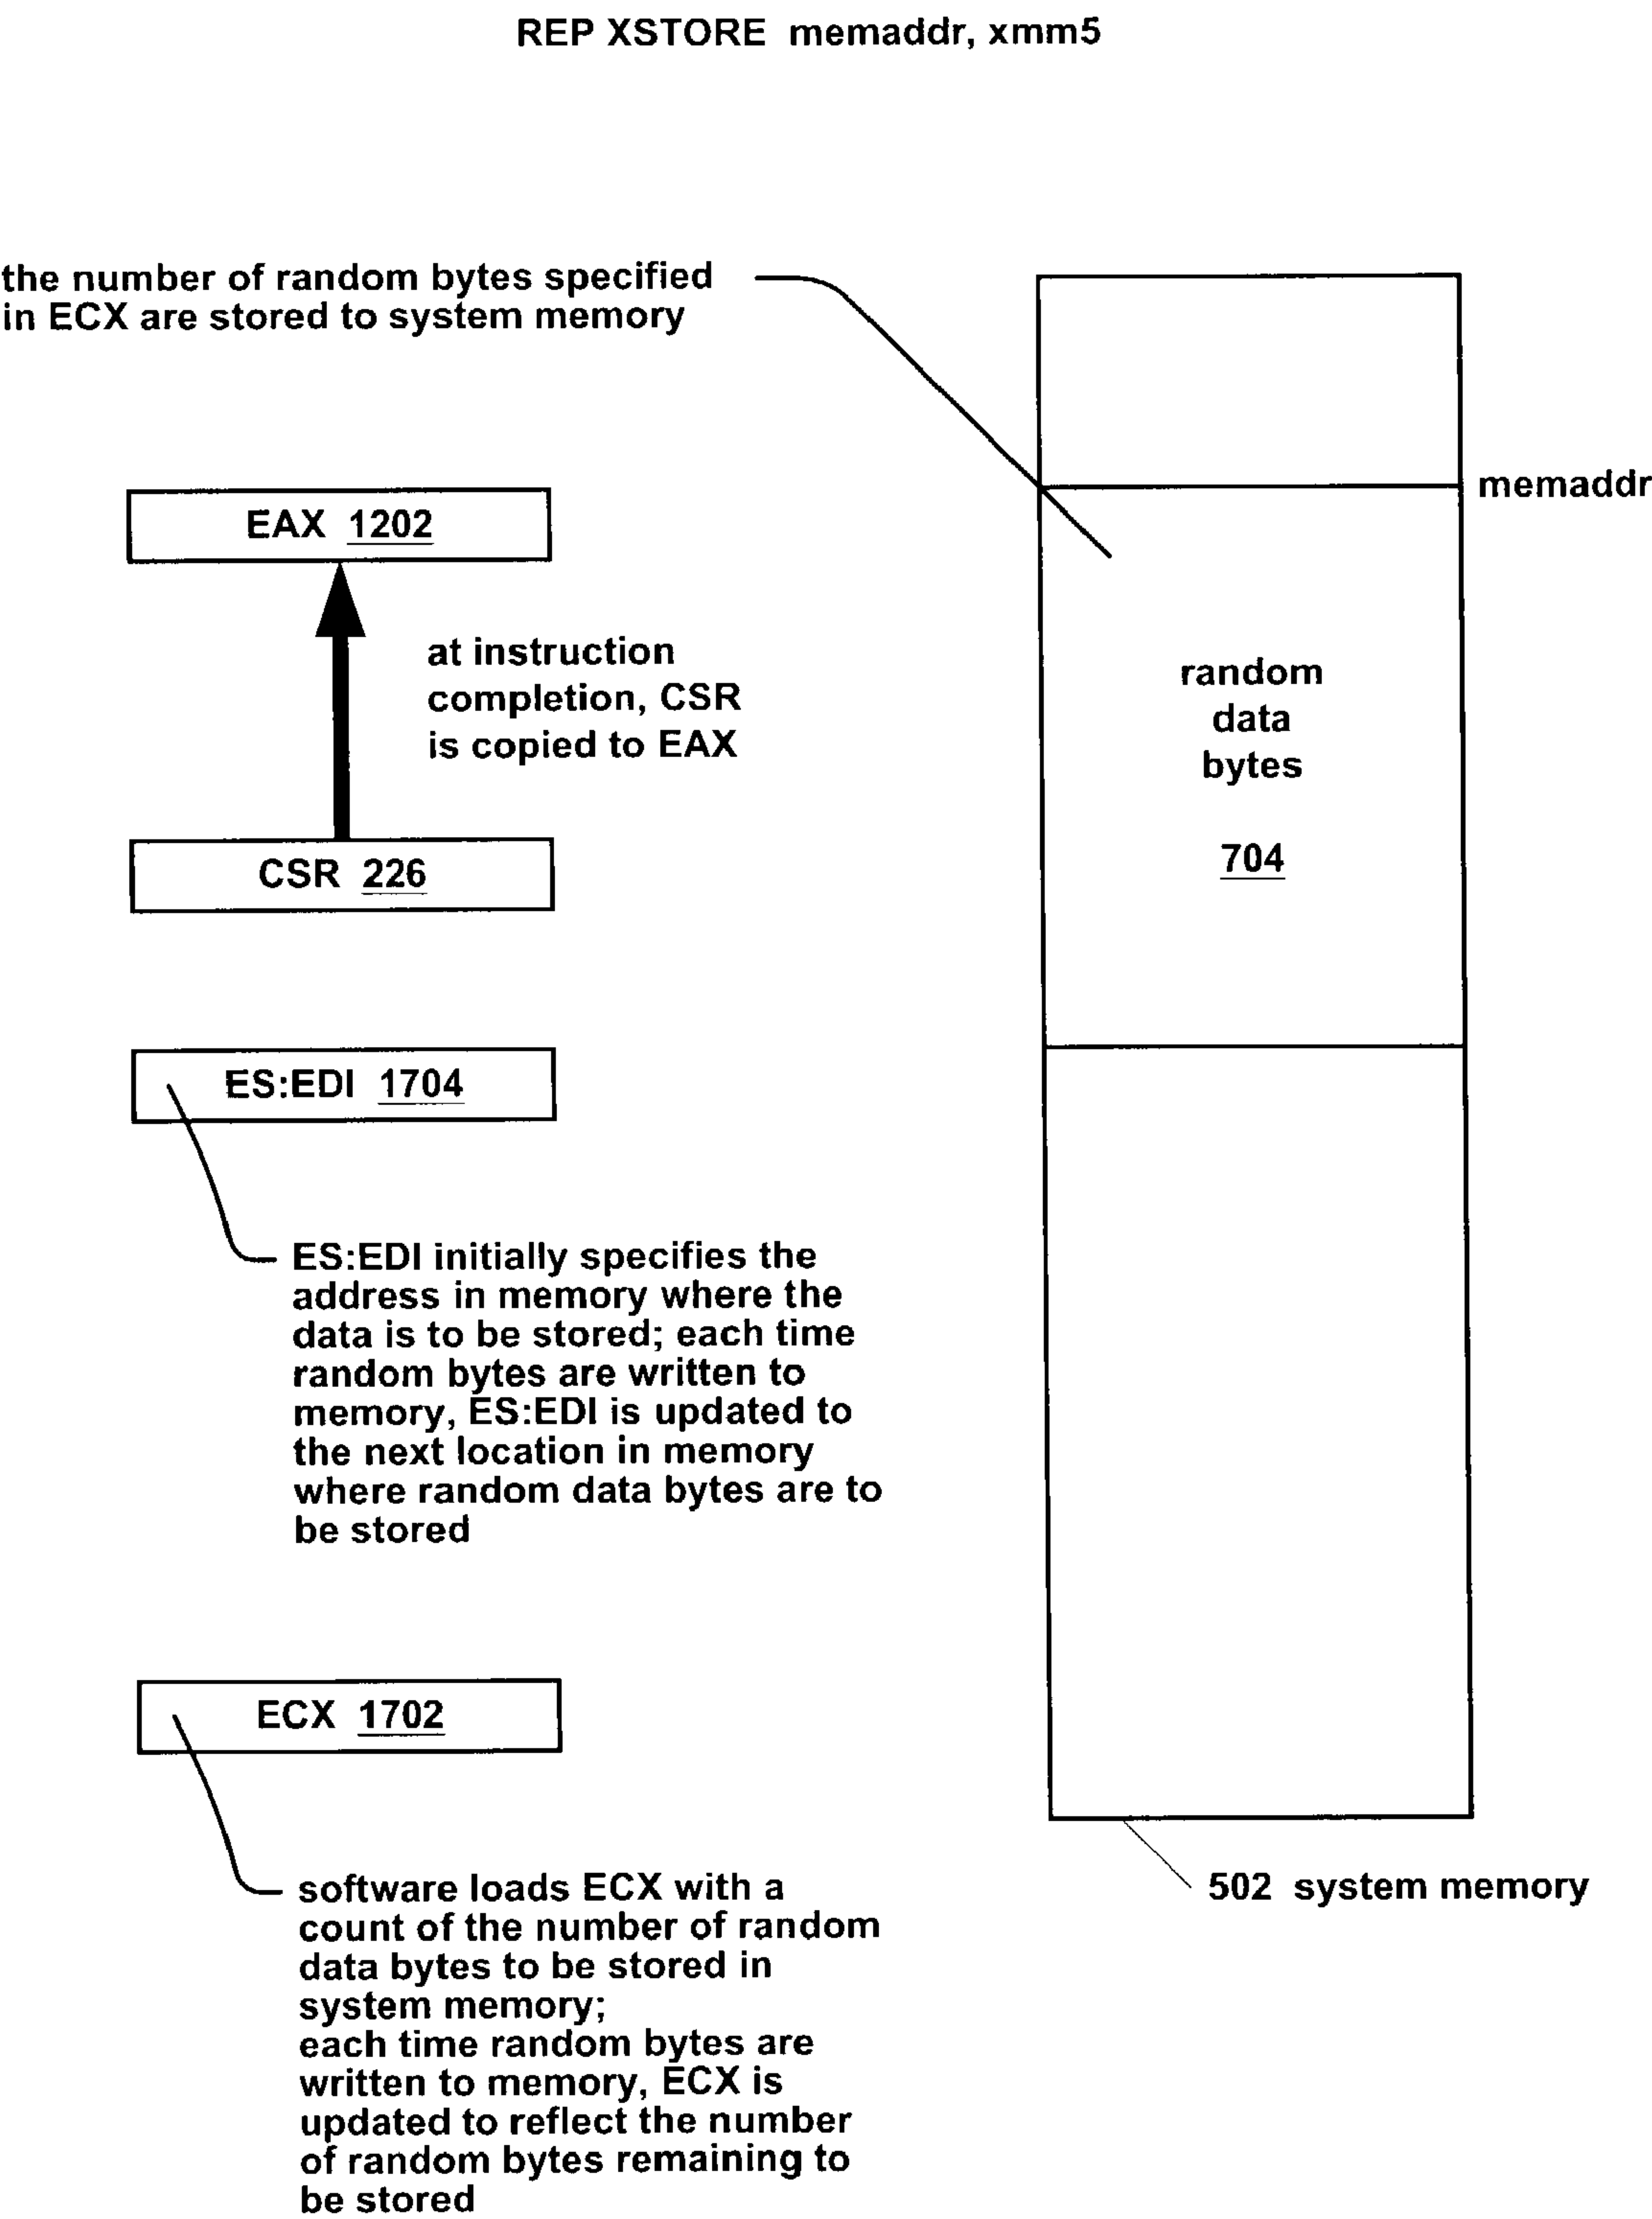 REP XSTORE memaddr, xmm5
the number of random bytes specified
in ECX are stored to system memory
memaddr
EAX 1202
at instruction
completion, CSR
is copied to EAX
random
data
bytes
704
CSR 226
ES:EDI 1704
ES:EDI initially specifies the
address in memory where the
data is to be stored; each time
random bytes are written to
memory, ES:EDI is updated to
the next location in memory
where random data bytes are to
be stored
ECX 1702
software loads ECX with a
count of the number of random
data bytes to be stored in
system memory;
each time random bytes are
written to memory, ECX is
updated to reflect the number
of random bytes remaining to
be stored
502 system memory